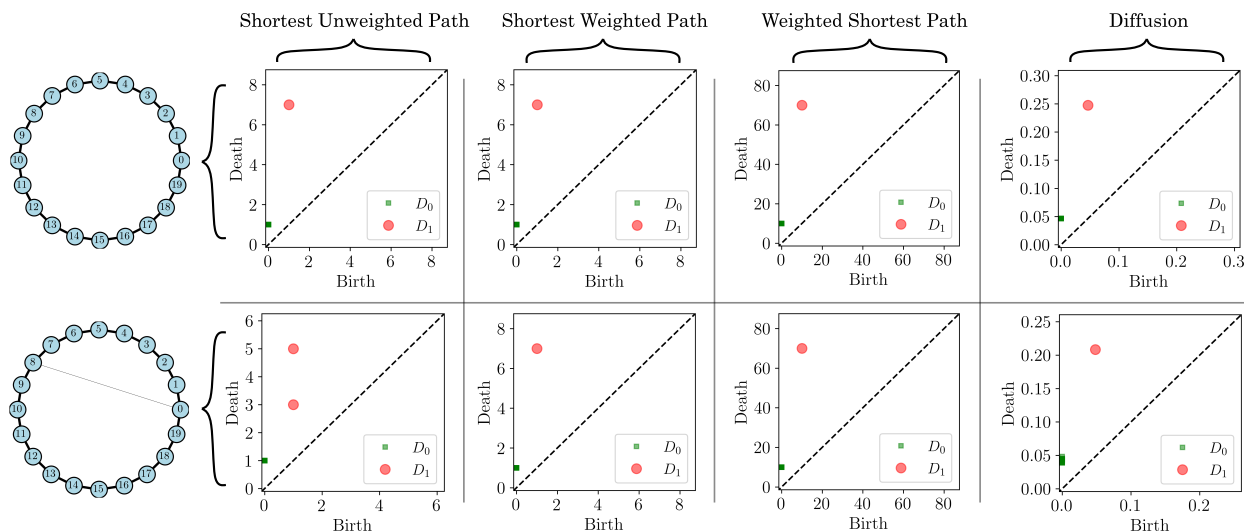 Shortest Unweighted Path
Shortest Weighted Path
Weighted Shortest Path
Diffusion
5
6 4
7 3
8 2
9 1
10 0
11 19
12 18
13 17
14 16
15
Death
8
6
4
2
0
0 2 4 6 8
Birth
D0
D1
Death
8
6
4
2
0
0 2 4 6 8
Birth
D0
D1
Death
80
60
40
20
0
0 20 40 60 80
Birth
D0
D1
Death
0.30
0.25
0.20
0.15
0.10
0.05
0.00
0.0 0.1 0.2 0.3
Birth
D0
D1
5
6 4
7 3
8 2
9 1
10 0
11 19
12 18
13 17
14 16
15
Death
6
5
4
3
2
1
0
0 2 4 6
Birth
D0
D1
Death
8
6
4
2
0
0 2 4 6 8
Birth
D0
D1
Death
80
60
40
20
0
0 20 40 60 80
Birth
D0
D1
Death
0.25
0.20
0.15
0.10
0.05
0.00
0.0 0.1 0.2
Birth
D0
D1